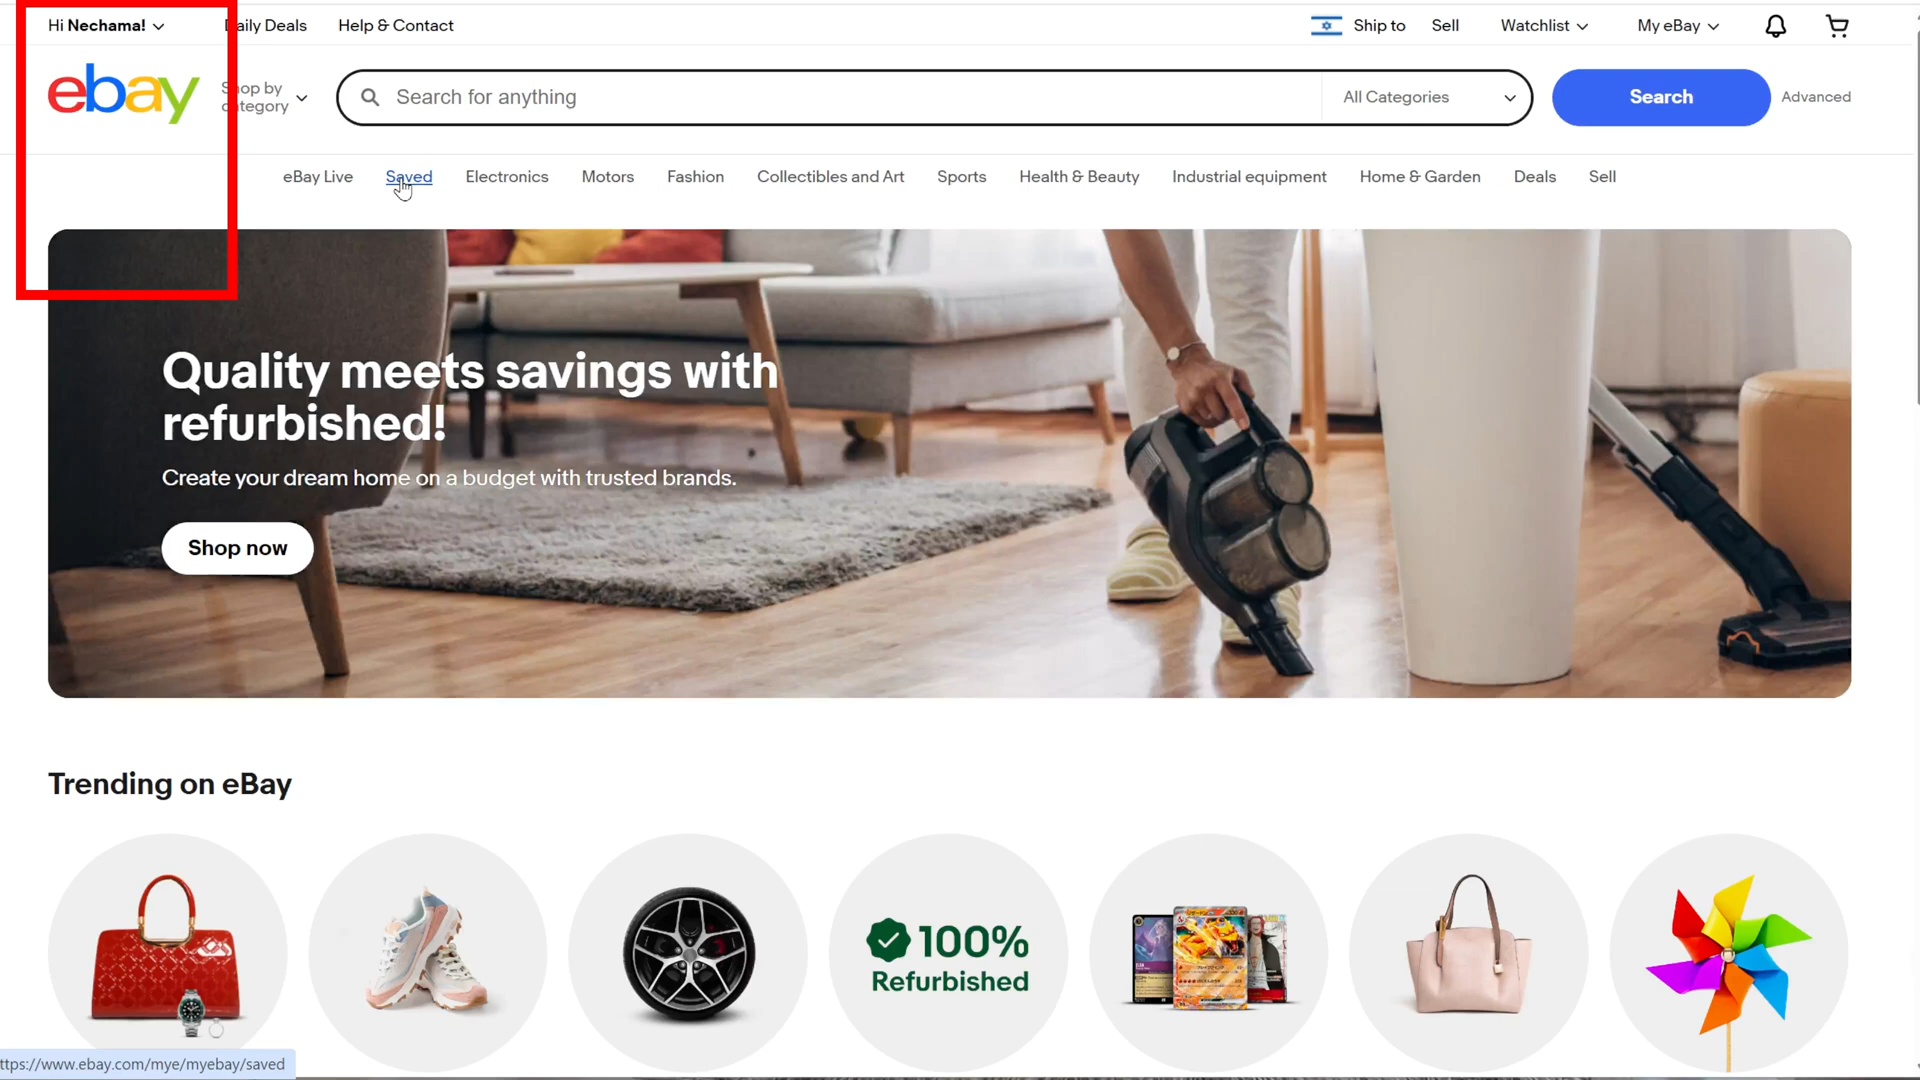 Hi Nechama!
Daily Deals
Help & Contact
Ship to
Sell
Watchlist
My eBay
ebay
Shop by
category
Search for anything
All Categories
Search
Advanced
eBay Live
Saved
Electronics
Motors
Fashion
Collectibles and Art
Sports
Health & Beauty
Industrial equipment
Home & Garden
Deals
Sell
Quality meets savings with
refurbished!
Create your dream home on a budget with trusted brands.
Shop now
Trending on eBay
100%
Refurbished
ttps://www.ebay.com/mye/myebay/saved